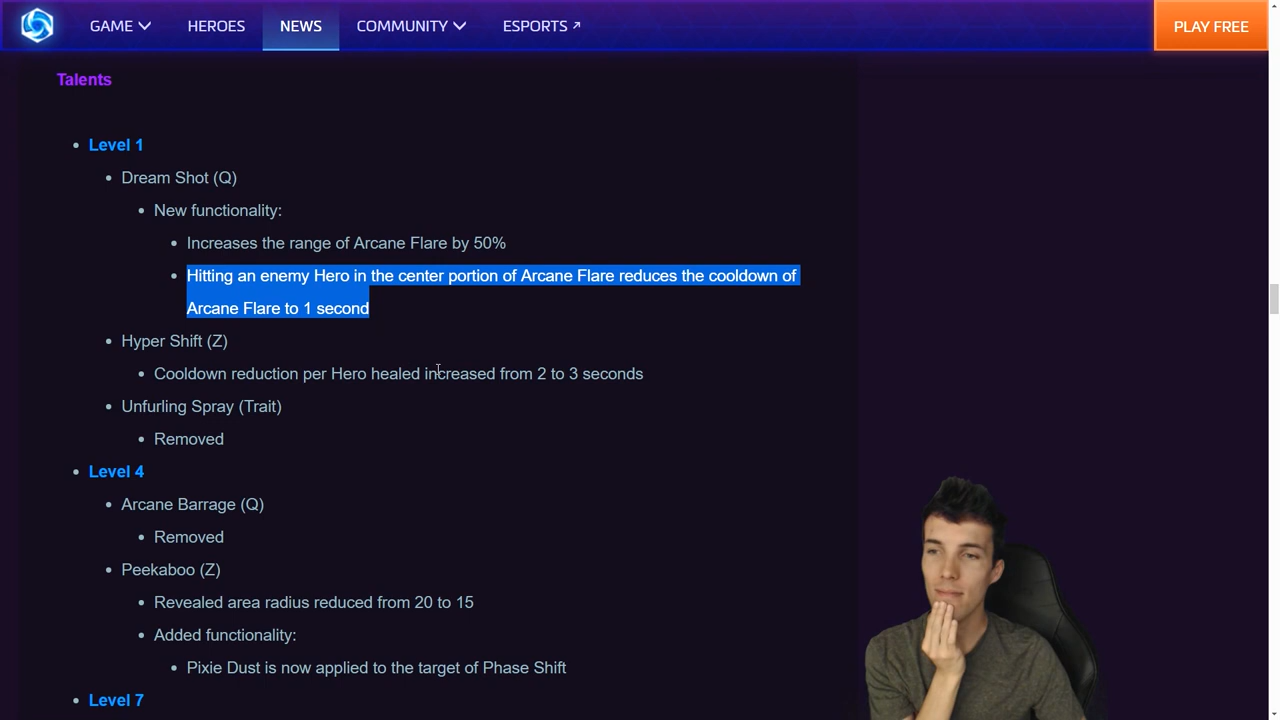 GAME HEROES NEWS COMMUNITY ESPORTS PLAY FREE
Talents
Level 1
Dream Shot (Q)
New functionality:
Increases the range of Arcane Flare by 50%
Hitting an enemy Hero in the center portion of Arcane Flare reduces the cooldown of
Arcane Flare to 1 second
Hyper Shift (Z)
Cooldown reduction per Hero healed increased from 2 to 3 seconds
Unfurling Spray (Trait)
Removed
Level 4
Arcane Barrage (Q)
Removed
Peekaboo (Z)
Revealed area radius reduced from 20 to 15
Added functionality:
Pixie Dust is now applied to the target of Phase Shift
Level 7